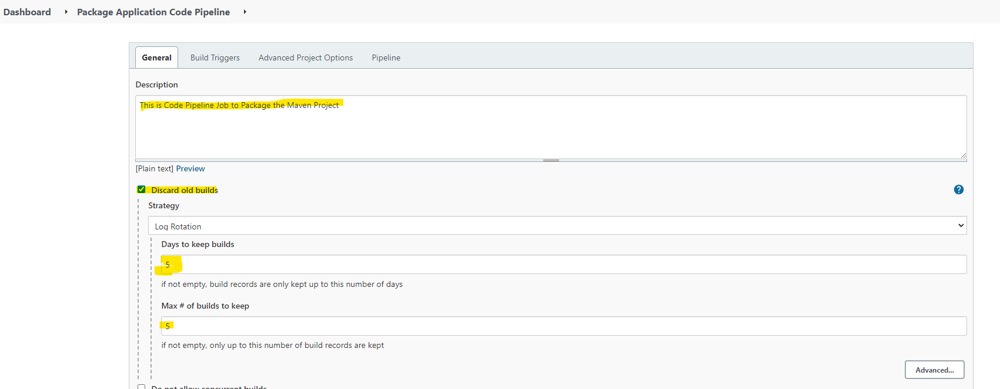 Dashboard Package Application Code Pipeline
General Build Triggers Advanced Project Options Pipeline
Description
This is Code Pipeline Job to Package the Maven Project
[Plain text] Preview
Discard old builds
?
Strategy
Log Rotation
Days to keep builds
5
if not empty, build records are only kept up to this number of days
Max # of builds to keep
5
if not empty, only up to this number of build records are kept
Advanced...
Do not allow concurrent builds